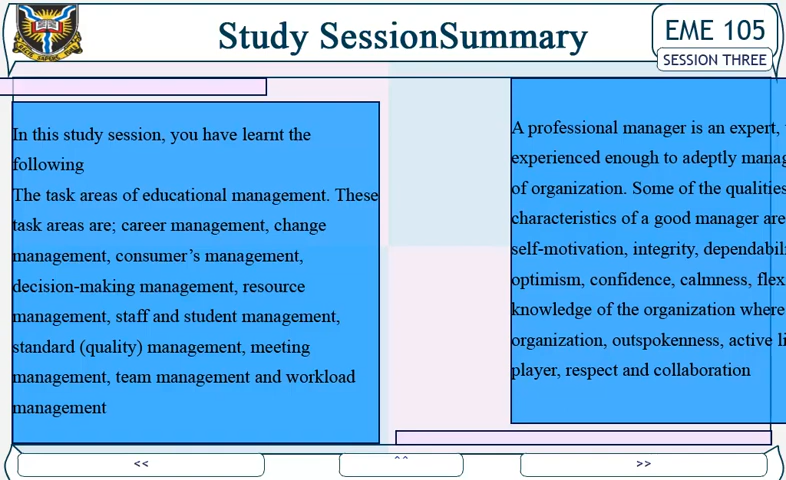 Study SessionSummary
EME 105
SESSION THREE
In this study session, you have learnt the
following
The task areas of educational management. These
task areas are; career management, change
management, consumer’s management,
decision-making management, resource
management, staff and student management,
standard (quality) management, meeting
management, team management and workload
management
A professional manager is an expert,
experienced enough to adeptly
of organization. Some of the qualities
characteristics of a good manager are
self-motivation, integrity,
optimism, confidence, calmness,
knowledge of the organization where
organization, outspokenness, active
player, respect and collaboration
<<
^^
>>